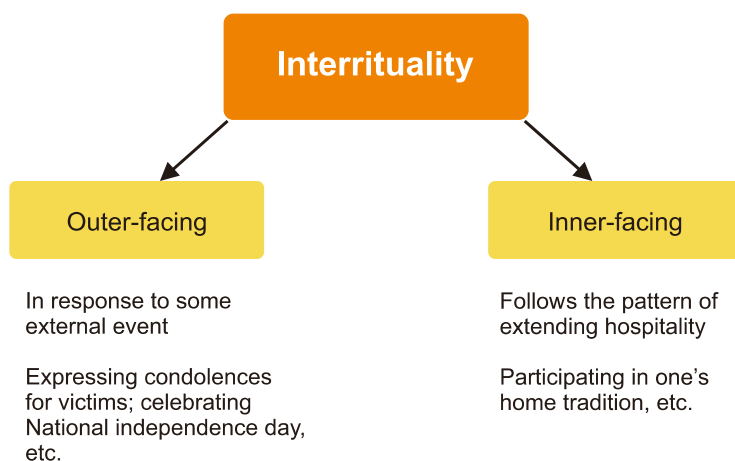 Interrituality
Outer-facing
Inner-facing
In response to some
external event
Expressing condolences
for victims; celebrating
National independence day,
etc.
Follows the pattern of
extending hospitality
Participating in one’s
home tradition, etc.